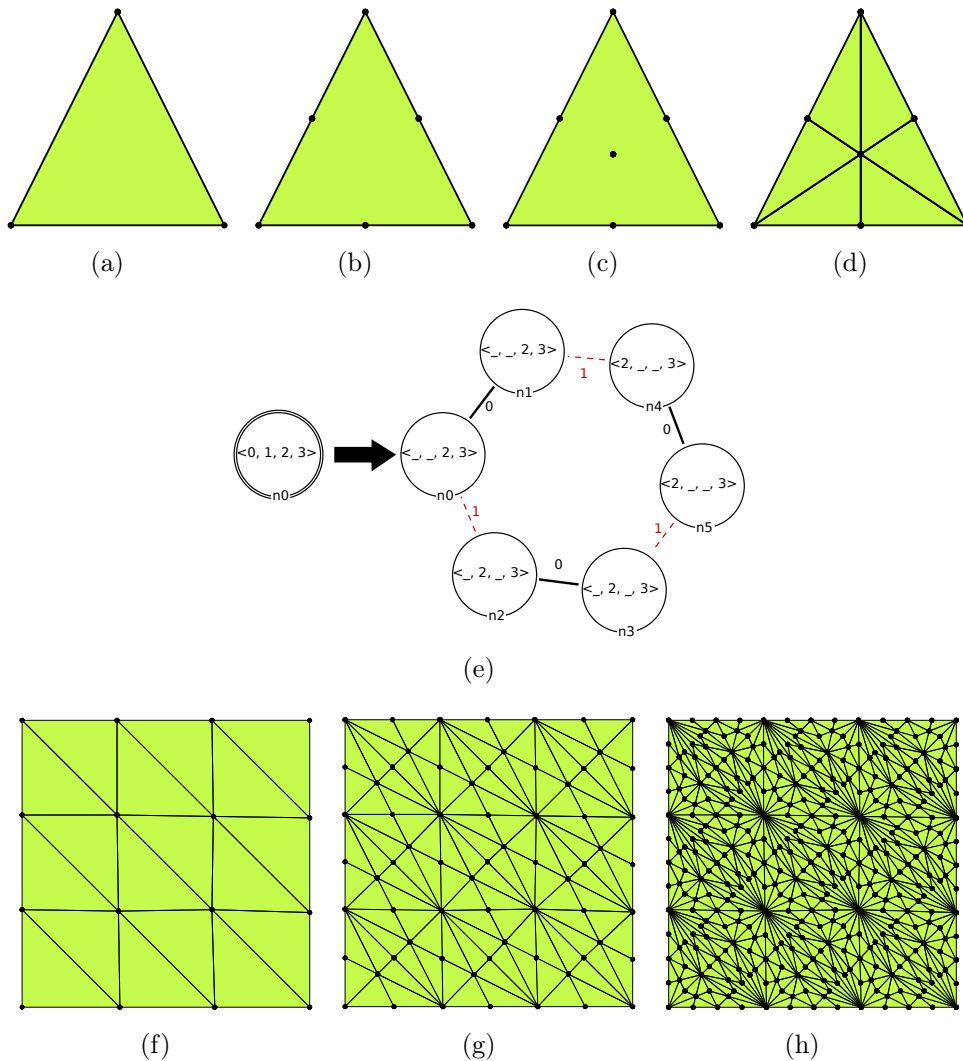 (a)
(b)
(c)
(d)
<_, _, 2, 3>
n1
1
<2, _, _, 3>
n4
0
0
<0, 1, 2, 3>
n0
<_, _, 2, 3>
n0
<2, _, _, 3>
n5
1
1
<_, 2, _, 3>
n2
0
<_, 2, _, 3>
n3
(e)
(f)
(g)
(h)